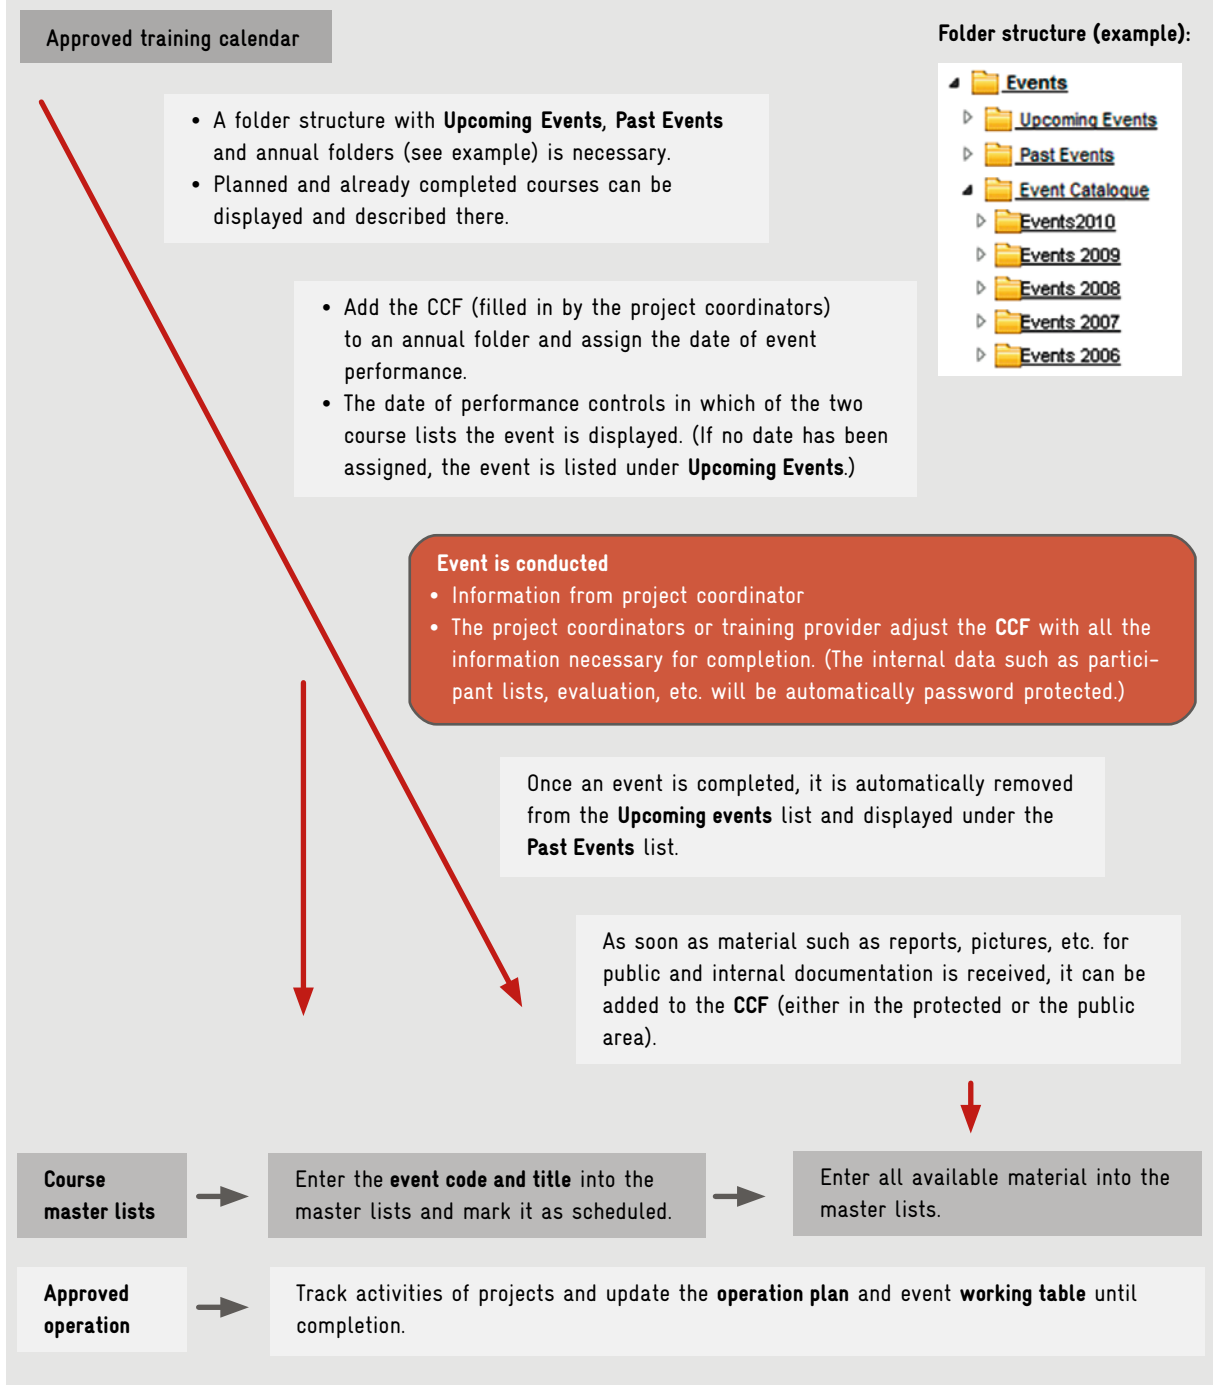 Approved training calendar
Folder structure (example):
Events
Upcoming Events
Past Events
Event Catalogue
Events2010
Events 2009
Events 2008
Events 2007
Events 2006
• A folder structure with Upcoming Events, Past Events
and annual folders (see example) is necessary.
• Planned and already completed courses can be
displayed and described there.
• Add the CCF (filled in by the project coordinators)
to an annual folder and assign the date of event
performance.
• The date of performance controls in which of the two
course lists the event is displayed. (If no date has been
assigned, the event is listed under Upcoming Events.)
Event is conducted
• Information from project coordinator
• The project coordinators or training provider adjust the CCF with all the
information necessary for completion. (The internal data such as partici-
pant lists, evaluation, etc. will be automatically password protected.)
Once an event is completed, it is automatically removed
from the Upcoming events list and displayed under the
Past Events list.
As soon as material such as reports, pictures, etc. for
public and internal documentation is received, it can be
added to the CCF (either in the protected or the public
area).
Course
master lists
Enter the event code and title into the
master lists and mark it as scheduled.
Enter all available material into the
master lists.
Approved
operation
Track activities of projects and update the operation plan and event working table until
completion.